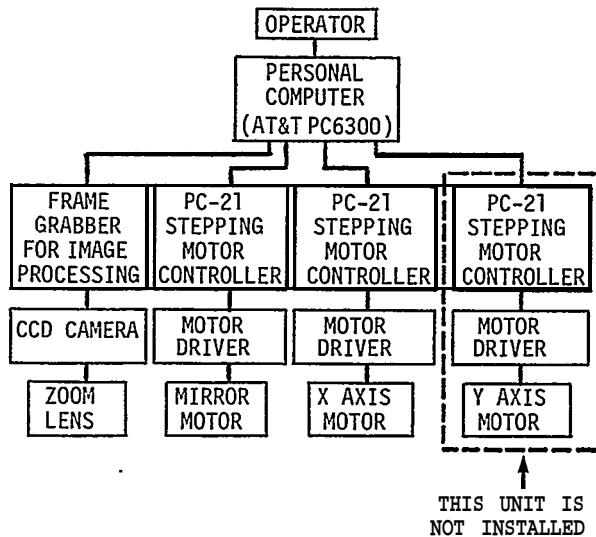 OPERATOR
PERSONAL
COMPUTER
(AT&T PC6300)
FRAME
GRABBER
FOR IMAGE
PROCESSING
PC-21
STEPPING
MOTOR
CONTROLLER
PC-21
STEPPING
MOTOR
CONTROLLER
PC-21
STEPPING
MOTOR
CONTROLLER
CCD CAMERA
MOTOR
DRIVER
MOTOR
DRIVER
MOTOR
DRIVER
ZOOM
LENS
MIRROR
MOTOR
X AXIS
MOTOR
Y AXIS
MOTOR
THIS UNIT IS
NOT INSTALLED